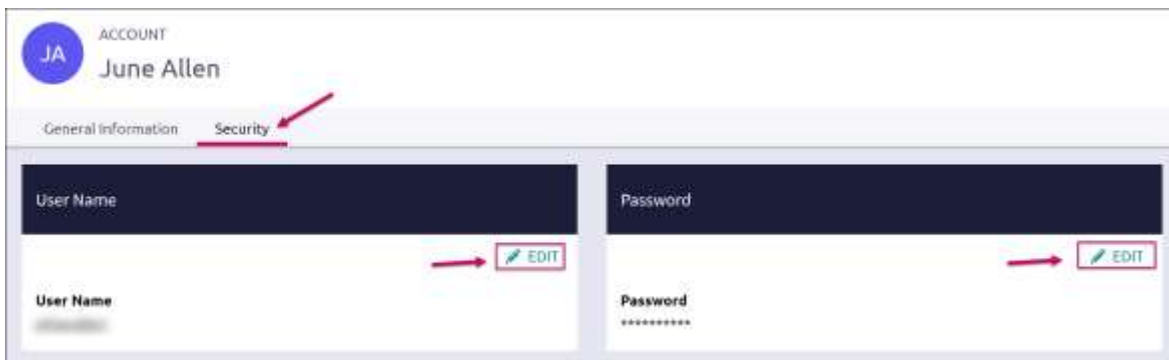 JA
ACCOUNT
June Allen
General Information
Security
User Name
EDIT
User Name
Password
EDIT
Password
**********